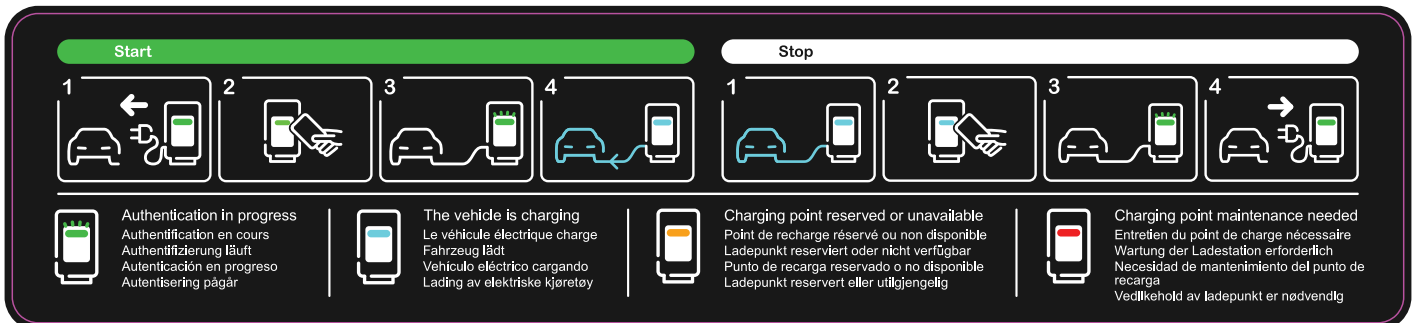 Start
Stop
1
2
3
4
1
2
3
4
Authentication in progress
Authentification en cours
Authentifizierung läuft
Autenticación en progreso
Autentisering pågår
The vehicle is charging
Le véhicule électrique charge
Fahrzeug lädt
Vehículo eléctrico cargando
Lading av elektriske kjøretøy
Charging point reserved or unavailable
Point de recharge réservé ou non disponible
Ladepunkt reserviert oder nicht verfügbar
Punto de recarga reservado o no disponible
Ladepunkt reservert eller utilgjengelig
Charging point maintenance needed
Entretien du point de charge nécessaire
Wartung der Ladestation erforderlich
Necesidad de mantenimiento del punto de
recarga
Vedlikehold av ladepunkt er nødvendig